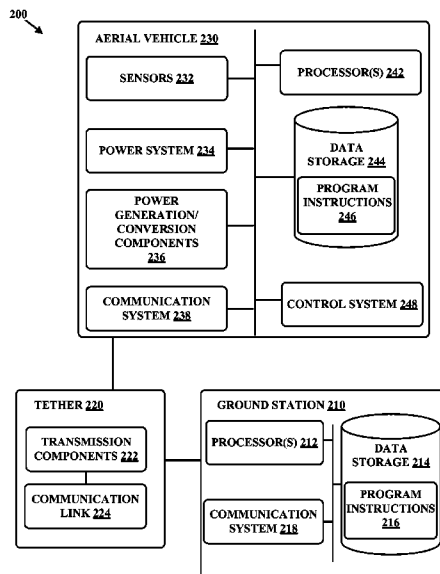 200
AERIAL VEHICLE 230
SENSORS 232
PROCESSOR(S) 242
POWER SYSTEM 234
DATA
STORAGE 244
PROGRAM
INSTRUCTIONS
246
POWER
GENERATION/
CONVERSION
COMPONENTS
236
COMMUNICATION
SYSTEM 238
CONTROL SYSTEM 248
TETHER 220
TRANSMISSION
COMPONENTS 222
COMMUNICATION
LINK 224
GROUND STATION 210
PROCESSOR(S) 212
DATA
STORAGE 214
COMMUNICATION
SYSTEM 218
PROGRAM
INSTRUCTIONS
216